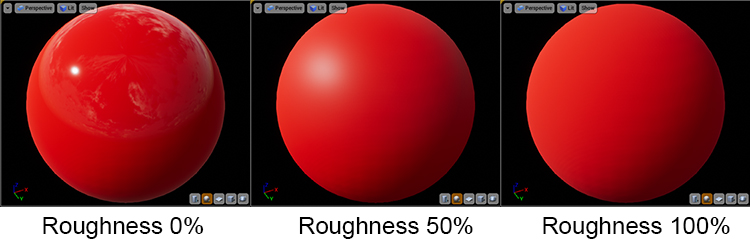 Perspective Lit Show
Perspective Lit Show
Perspective Lit Show
X
Y
X
Y
X
Y
Roughness 0%
Roughness 50%
Roughness 100%